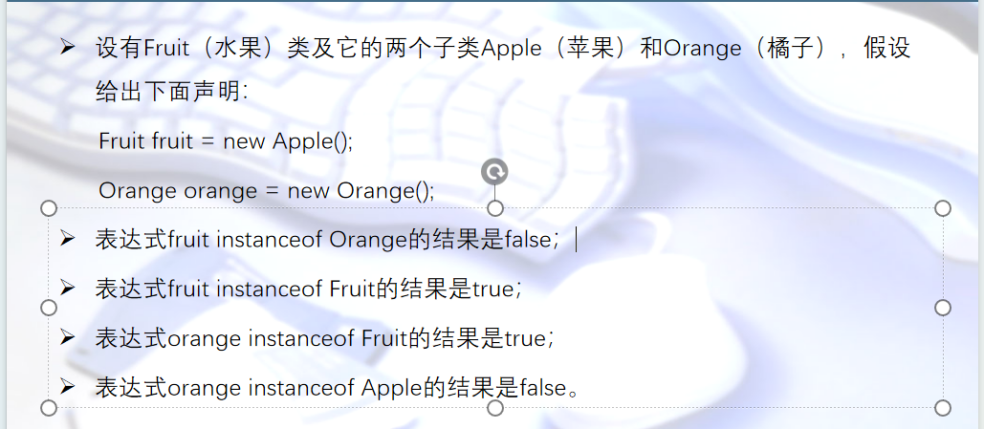 ➢ 设有Fruit（水果）类及它的两个子类Apple（苹果）和Orange（橘子），假设
给出下面声明：
Fruit fruit = new Apple();
Orange orange = new Orange();
➢ 表达式fruit instanceof Orange的结果是false；
➢ 表达式fruit instanceof Fruit的结果是true；
➢ 表达式orange instanceof Fruit的结果是true；
➢ 表达式orange instanceof Apple的结果是false。